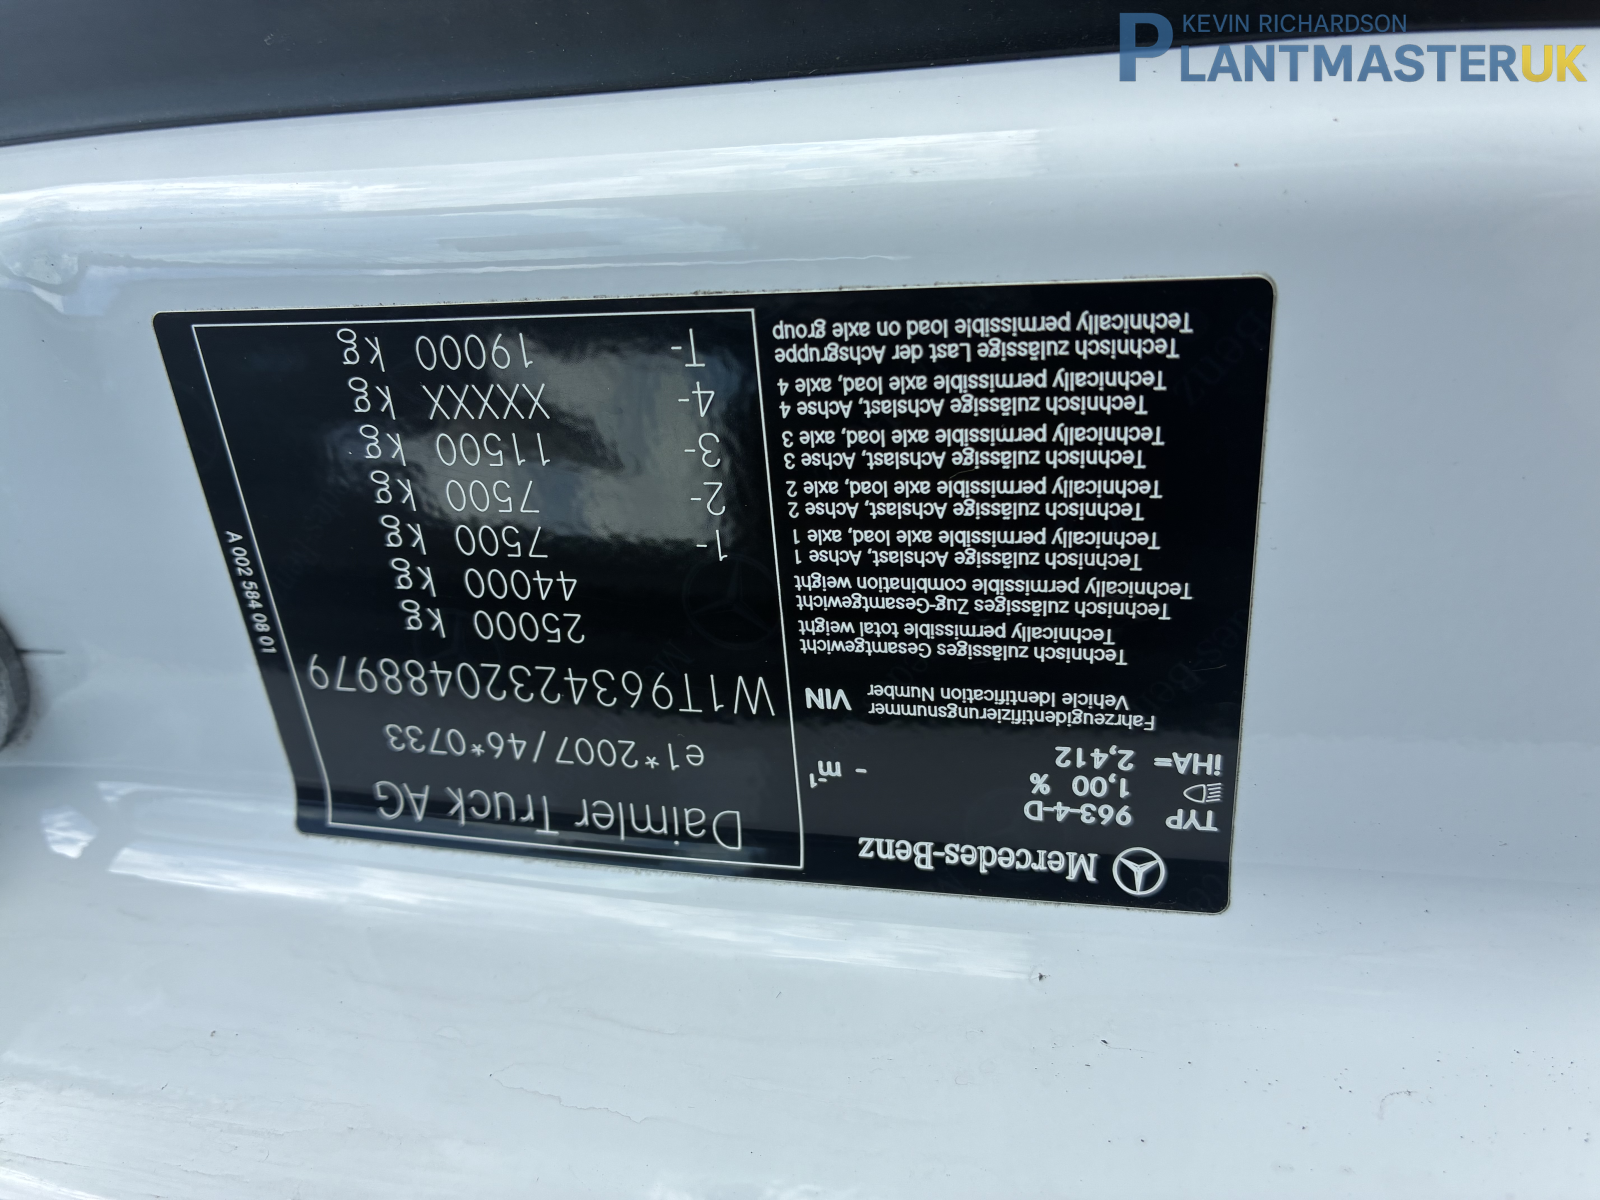 KEVIN RICHARDSON
PLANTMASTERUK
Mercedes-Benz
TYP 963-4-D
1,00 % - m⁻¹
iHA= 2,412
Daimler Truck AG
e1*2007/46*0733
Fahrzeugidentifizierungsnummer
Vehicle Identification Number
VIN
W1T96342320488979
Technisch zulässiges Gesamtgewicht
Technically permissible total weight
25000 kg
Technisch zulässiges Zug-Gesamtgewicht
Technically permissible combination weight
44000 kg
Technisch zulässige Achslast, Achse 1
Technically permissible axle load, axle 1
1- 7500 kg
Technisch zulässige Achslast, Achse 2
Technically permissible axle load, axle 2
2- 7500 kg
Technisch zulässige Achslast, Achse 3
Technically permissible axle load, axle 3
3- 11500 kg
Technisch zulässige Achslast, Achse 4
Technically permissible axle load, axle 4
4- XXXXX kg
Technisch zulässige Last der Achsgruppe
Technically permissible load on axle group
T- 19000 kg
A 002 584 08 01